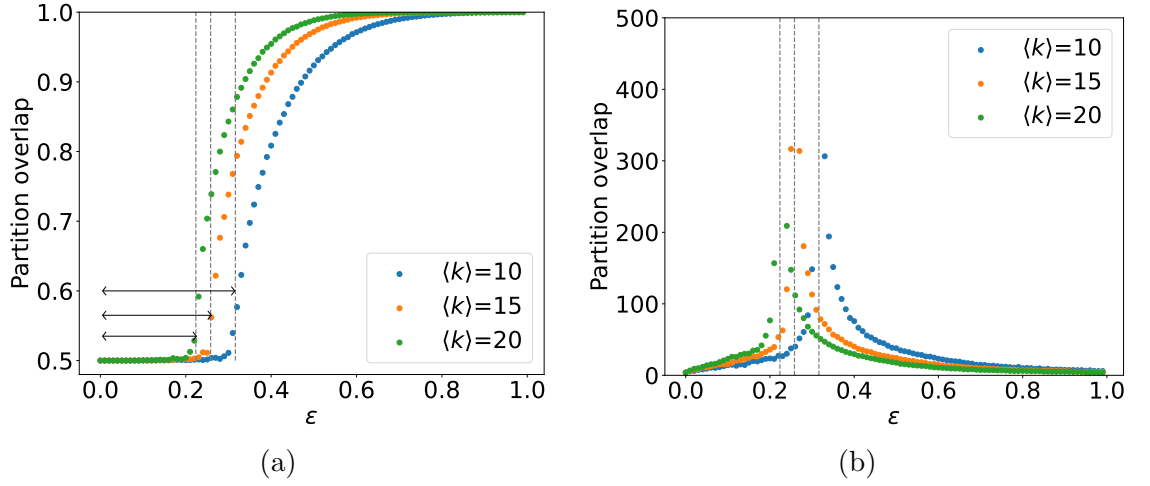 Partition overlap
1.0
0.9
0.8
0.7
0.6
0.5
⟨k⟩=10
⟨k⟩=15
⟨k⟩=20
0.0 0.2 0.4 0.6 0.8 1.0
ε
(a)
Partition overlap
500
400
300
200
100
0
⟨k⟩=10
⟨k⟩=15
⟨k⟩=20
0.0 0.2 0.4 0.6 0.8 1.0
ε
(b)